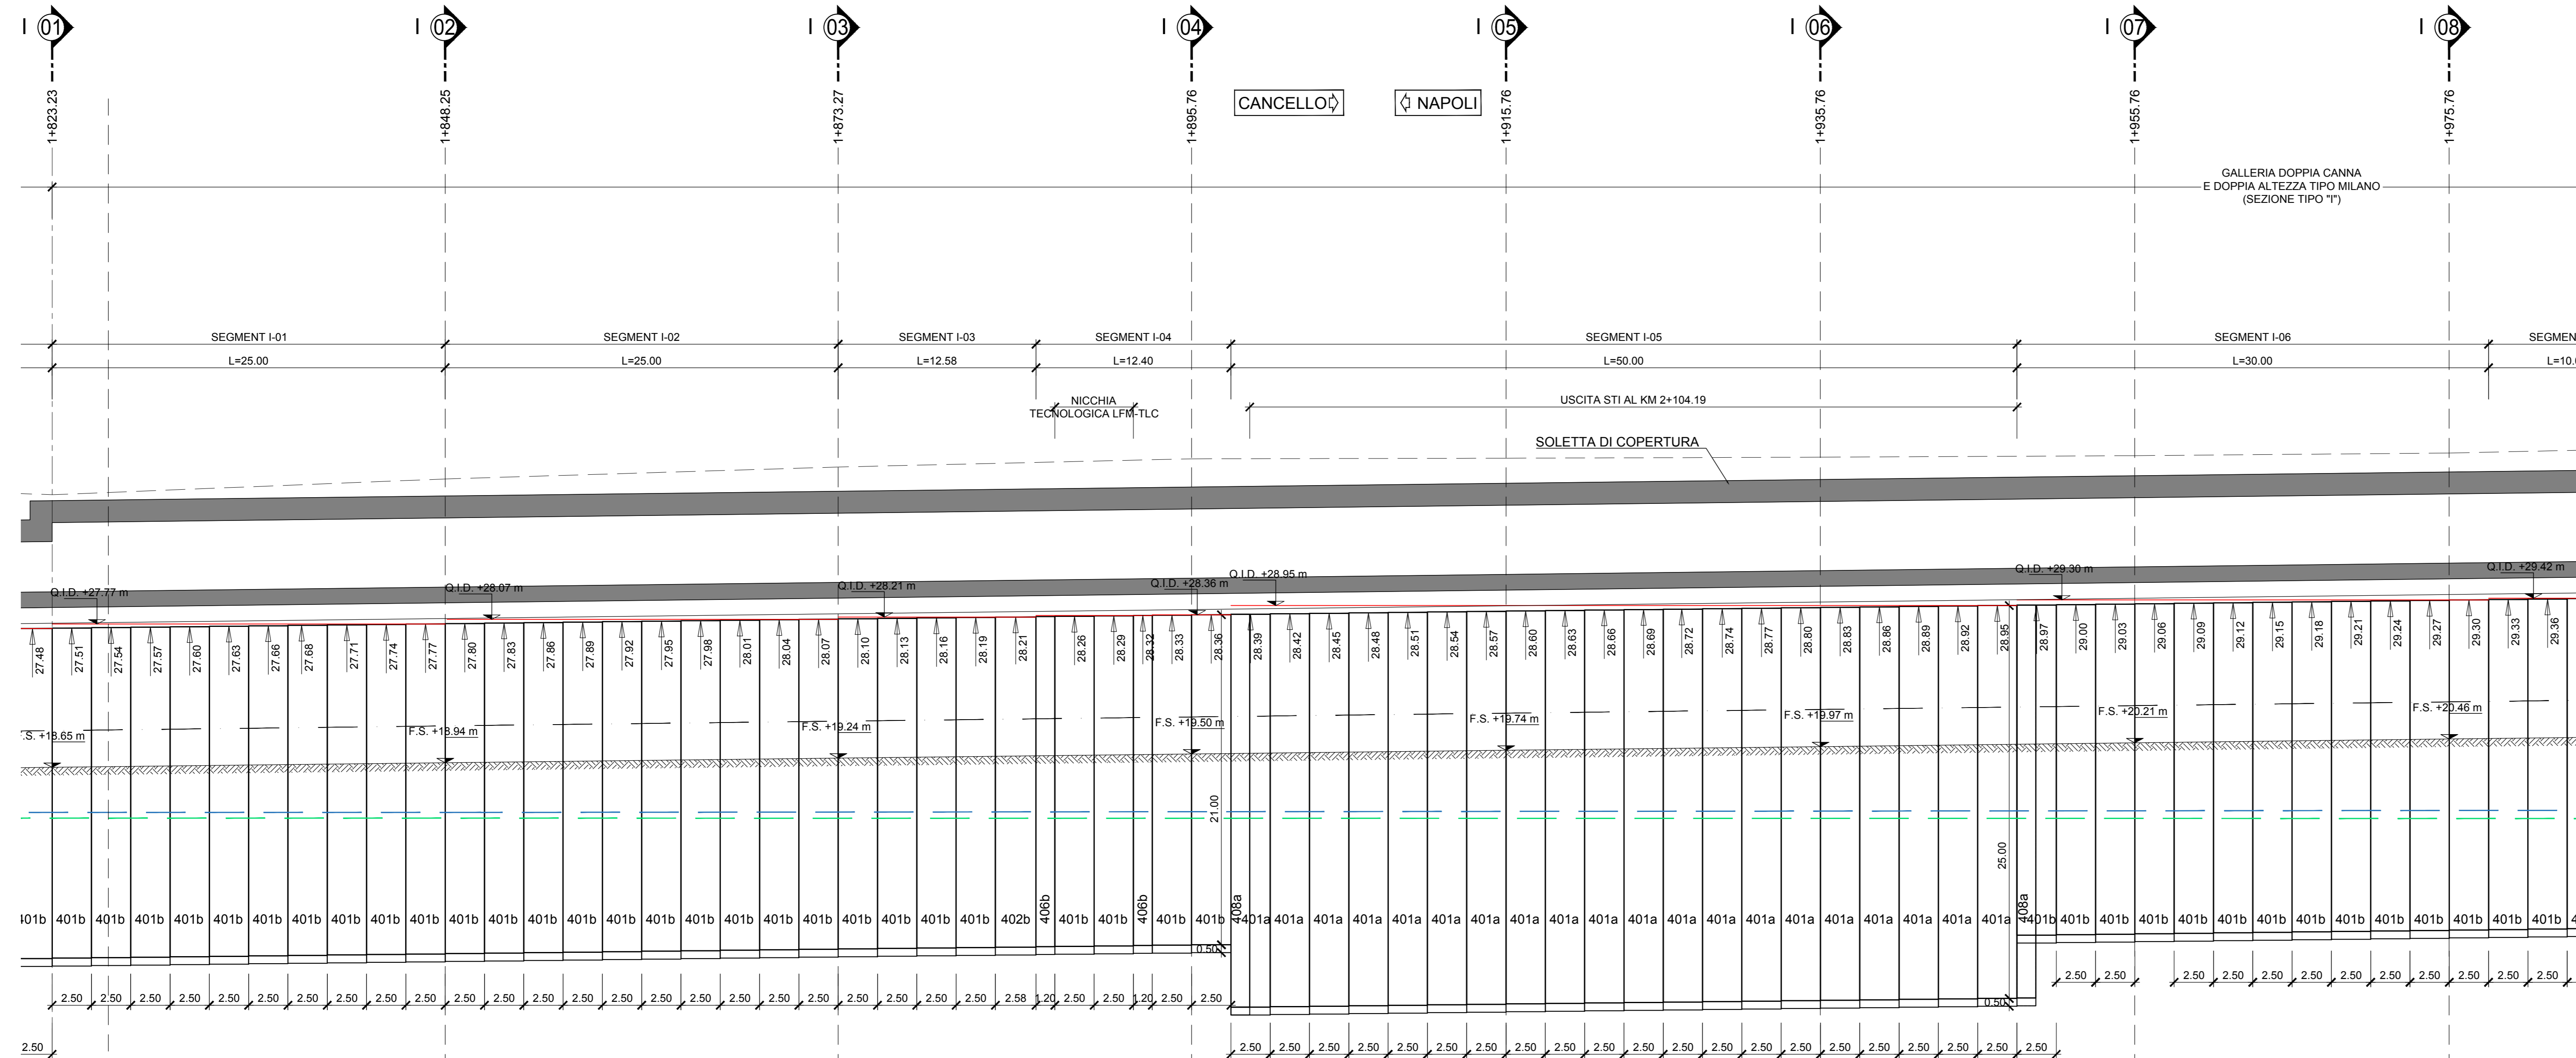 I 01 I 02 I 03 I 04 I 05 I 06 I 07 I 08
1+823.23 1+848.25 1+873.27 1+895.76 1+915.76 1+935.76 1+955.76 1+975.76
CANCELLO NAPOLI
GALLERIA DOPPIA CANNA
E DOPPIA ALTEZZA TIPO MILANO
(SEZIONE TIPO "I")
SEGMENT I-01 SEGMENT I-02 SEGMENT I-03 SEGMENT I-04 SEGMENT I-05 SEGMENT I-06
L=25.00 L=25.00 L=12.58 L=12.40 L=50.00 L=30.00
NICCHIA
TECNOLOGICA LFM-TLC
USCITA STI AL KM 2+104.19
SOLETTA DI COPERTURA
Q.I.D. +27.77 m Q.I.D. +28.07 m Q.I.D. +28.21 m Q.I.D. +28.36 m Q.I.D. +28.95 m Q.I.D. +29.30 m Q.I.D. +29.42 m
27.48 27.51 27.54 27.57 27.60 27.63 27.66 27.68 27.71 27.74 27.77 27.80 27.83 27.86 27.89 27.92 27.95 27.98 28.01 28.04 28.07 28.10 28.13 28.16 28.19 28.21 28.26 28.29 28.32 28.33 28.36 28.39 28.42 28.45 28.48 28.51 28.54 28.57 28.60 28.63 28.66 28.69 28.72 28.74 28.77 28.80 28.83 28.86 28.89 28.92 28.95 28.97 29.00 29.03 29.06 29.09 29.12 29.15 29.18 29.21 29.24 29.27 29.30 29.33 29.36
F.S. +18.65 m F.S. +18.94 m F.S. +19.24 m F.S. +19.50 m F.S. +19.74 m F.S. +19.97 m F.S. +20.21 m F.S. +20.46 m
21.00 25.00
401b 401b 401b 401b 401b 401b 401b 401b 401b 401b 401b 401b 401b 401b 401b 401b 401b 401b 401b 401b 401b 401b 401b 401b 401b 402b 406b 401b 401b 406b 401b 401b 408a 401a 401a 401a 401a 401a 401a 401a 401a 401a 401a 401a 401a 401a 401a 401a 401a 401a 401a 401a 401a 408a 401b 401b 401b 401b 401b 401b 401b 401b 401b 401b 401b 401b 401b 401b
0.50 0.50
2.50 2.50 2.50 2.50 2.50 2.50 2.50 2.50 2.50 2.50 2.50 2.50 2.50 2.50 2.50 2.50 2.50 2.50 2.50 2.50 2.50 2.50 2.50 2.50 2.58 1.20 2.50 2.50 1.20 2.50 2.50
2.50 2.50 2.50 2.50 2.50 2.50 2.50 2.50 2.50 2.50 2.50 2.50
2.50
2.50 2.50 2.50 2.50 2.50 2.50 2.50 2.50 2.50 2.50 2.50 2.50 2.50 2.50 2.50 2.50 2.50 2.50 2.50 2.50 2.50